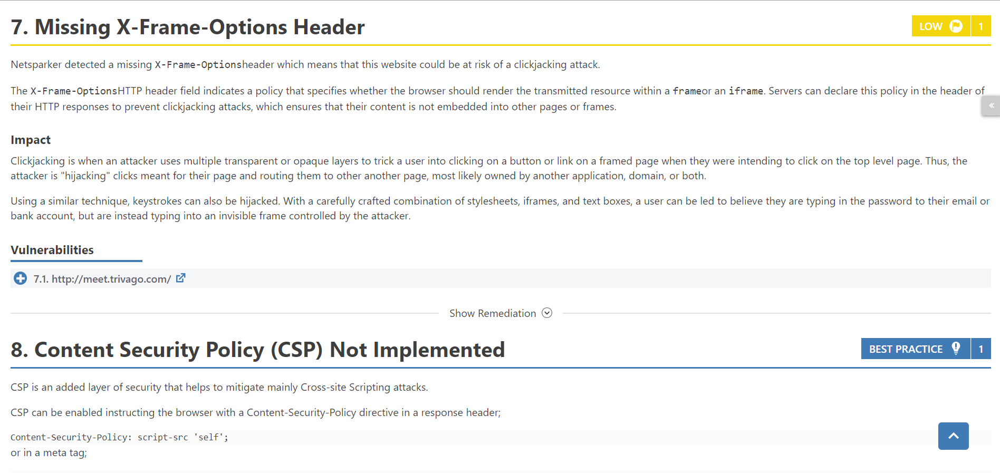 7. Missing X-Frame-Options Header
LOW 1
Netsparker detected a missing X-Frame-Optionsheader which means that this website could be at risk of a clickjacking attack.
The X-Frame-OptionsHTTP header field indicates a policy that specifies whether the browser should render the transmitted resource within a frameor an iframe. Servers can declare this policy in the header of
their HTTP responses to prevent clickjacking attacks, which ensures that their content is not embedded into other pages or frames.
«
Impact
Clickjacking is when an attacker uses multiple transparent or opaque layers to trick a user into clicking on a button or link on a framed page when they were intending to click on the top level page. Thus, the
attacker is "hijacking" clicks meant for their page and routing them to other another page, most likely owned by another application, domain, or both.
Using a similar technique, keystrokes can also be hijacked. With a carefully crafted combination of stylesheets, iframes, and text boxes, a user can be led to believe they are typing in the password to their email or
bank account, but are instead typing into an invisible frame controlled by the attacker.
Vulnerabilities
7.1. http://meet.trivago.com/
Show Remediation
8. Content Security Policy (CSP) Not Implemented
BEST PRACTICE 1
CSP is an added layer of security that helps to mitigate mainly Cross-site Scripting attacks.
CSP can be enabled instructing the browser with a Content-Security-Policy directive in a response header;
Content-Security-Policy: script-src 'self';
or in a meta tag;